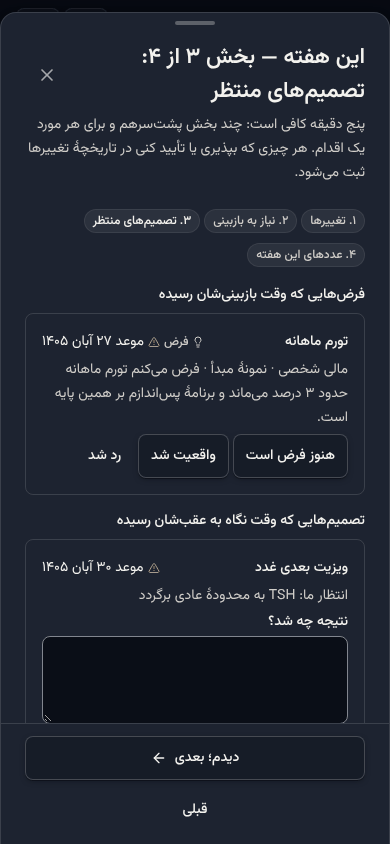 این هفته — بخش ۳ از ۴:
تصمیم‌های منتظر
پنج دقیقه کافی است: چند بخش پشت‌سرهم و برای هر مورد
یک اقدام. هر چیزی که بپذیری یا تأیید کنی در تاریخچهٔ تغییرها
ثبت می‌شود.
۱. تغییرها ۲. نیاز به بازبینی ۳. تصمیم‌های منتظر
۴. عددهای این هفته
فرض‌هایی که وقت بازبینی‌شان رسیده
تورم ماهانه فرض موعد ۲۷ آبان ۱۴۰۵
مالی شخصی · نمونهٔ مبدأ · فرض می‌کنم تورم ماهانه
حدود ۳ درصد می‌ماند و برنامهٔ پس‌اندازم بر همین پایه
است.
هنوز فرض است واقعیت شد رد شد
تصمیم‌هایی که وقت نگاه به عقب‌شان رسیده
ویزیت بعدی غدد موعد ۳۰ آبان ۱۴۰۵
انتظار ما: TSH به محدودهٔ عادی برگردد
نتیجه چه شد؟
دیدم؛ بعدی
قبلی